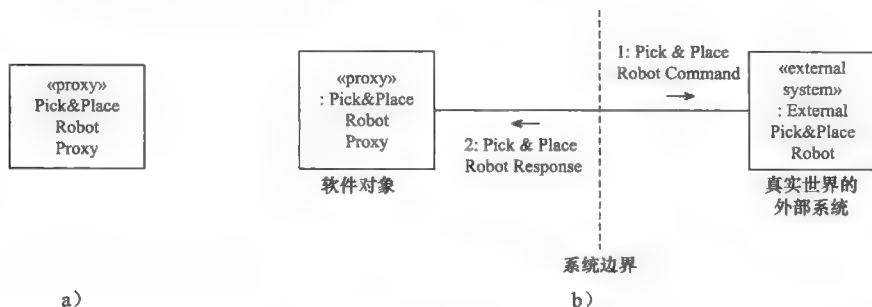 «proxy»
Pick&Place
Robot
Proxy
a）
«proxy»
: Pick&Place
Robot
Proxy
软件对象
1: Pick & Place
Robot Command
2: Pick & Place
Robot Response
系统边界
«external
system»
: External
Pick&Place
Robot
真实世界的
外部系统
b）